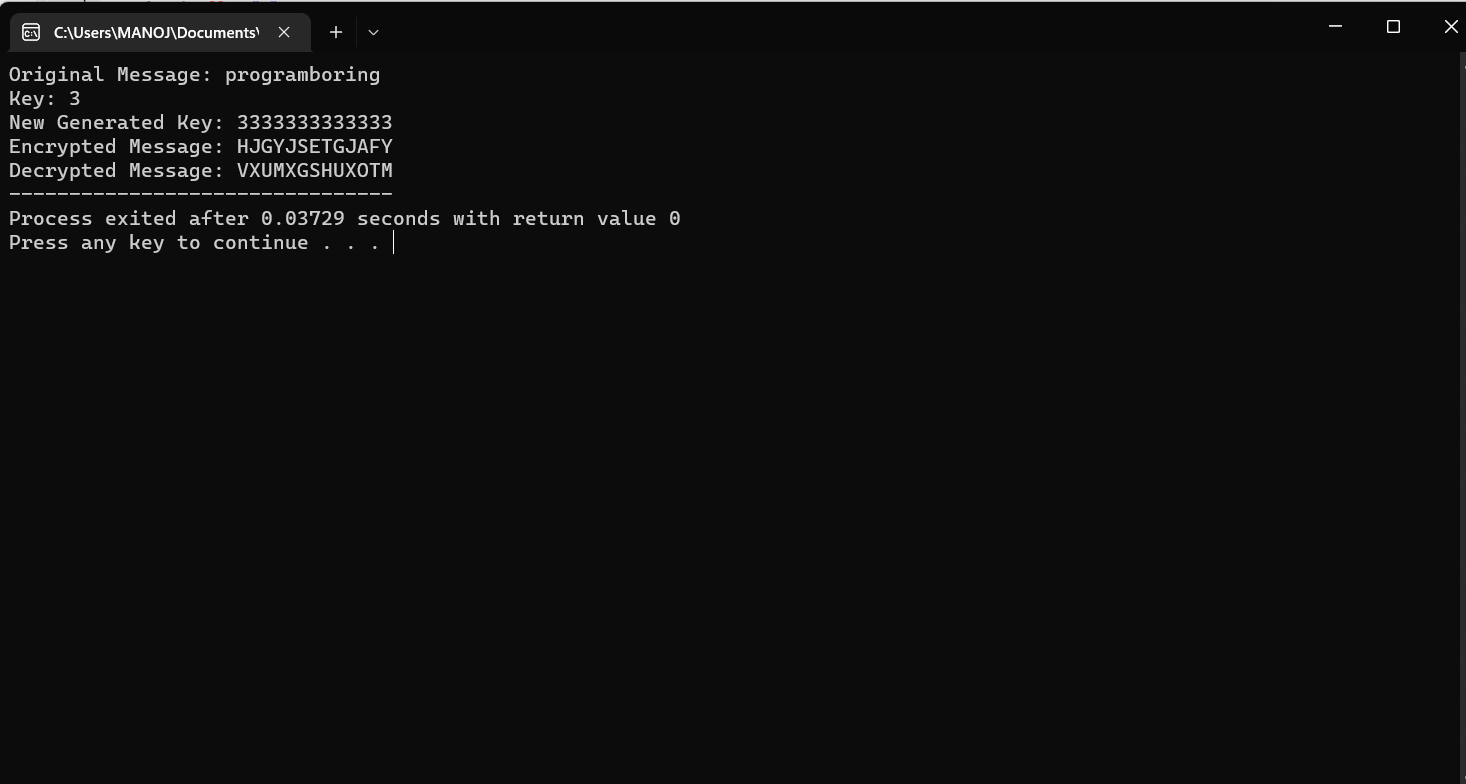 C:\Users\MANOJ\Documents\
Original Message: programboring
Key: 3
New Generated Key: 3333333333333
Encrypted Message: HJGYJSETGJAFY
Decrypted Message: VXUMXGSHUXOTM
--------------------------------
Process exited after 0.03729 seconds with return value 0
Press any key to continue . . .